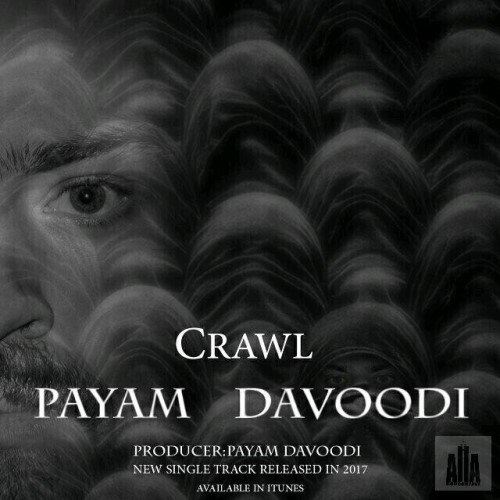 Crawl
PAYAM DAVOODI
PRODUCER:PAYAM DAVOODI
NEW SINGLE TRACK RELEASED IN 2017
AVAILABLE IN ITUNES